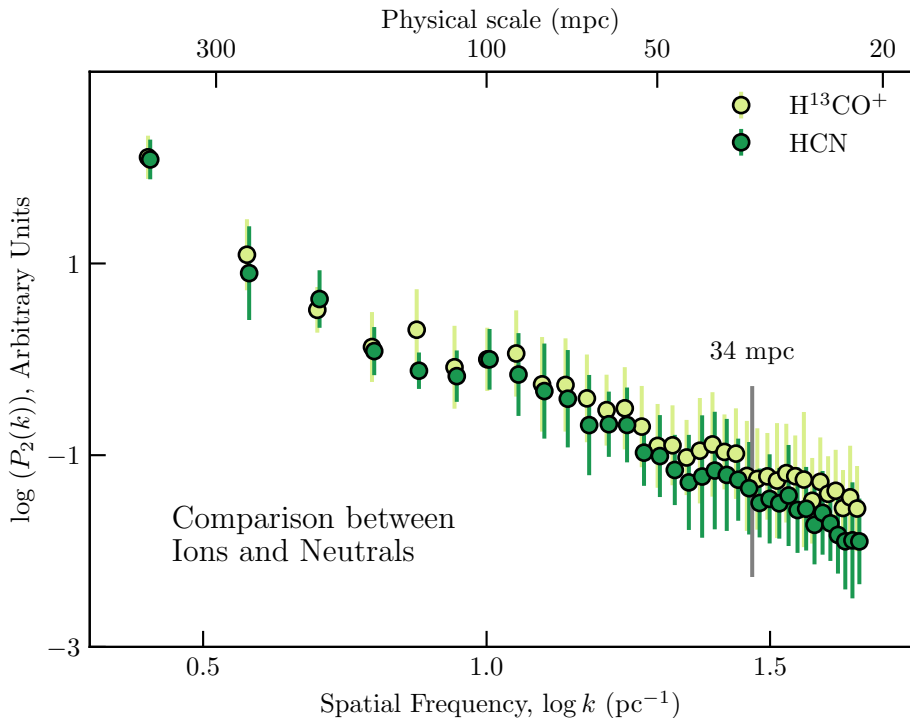 Physical scale (mpc)
300 100 50 20
H¹³CO⁺
HCN
1
34 mpc
−1
Comparison between
Ions and Neutrals
−3
0.5 1.0 1.5
Spatial Frequency, log k (pc⁻¹)
log (P₂(k)), Arbitrary Units